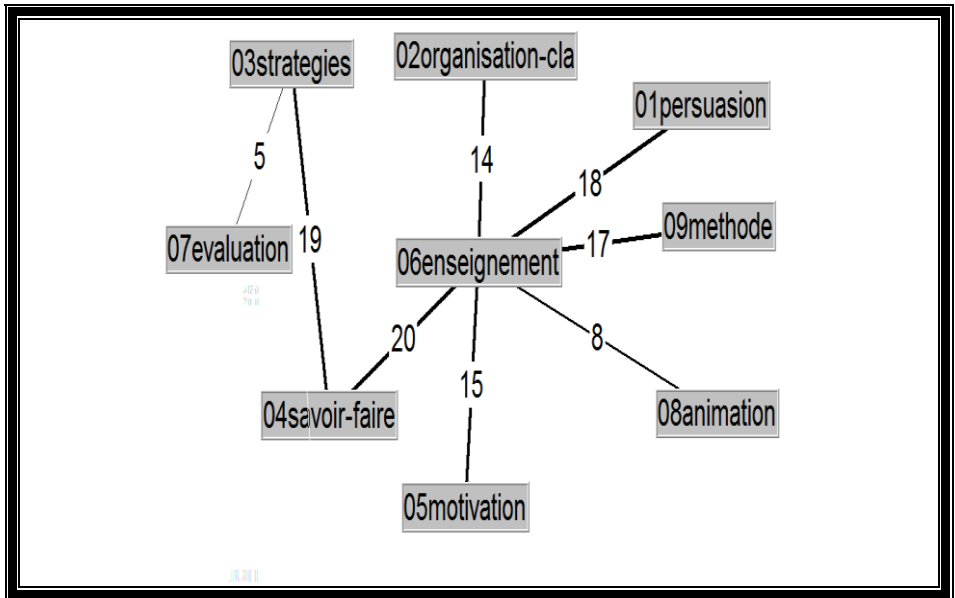 03strategies
02organisation-cla
01persuasion
5
14
18
07evaluation
19
06enseignement
17
09methode
20
15
8
04savoir-faire
08animation
05motivation